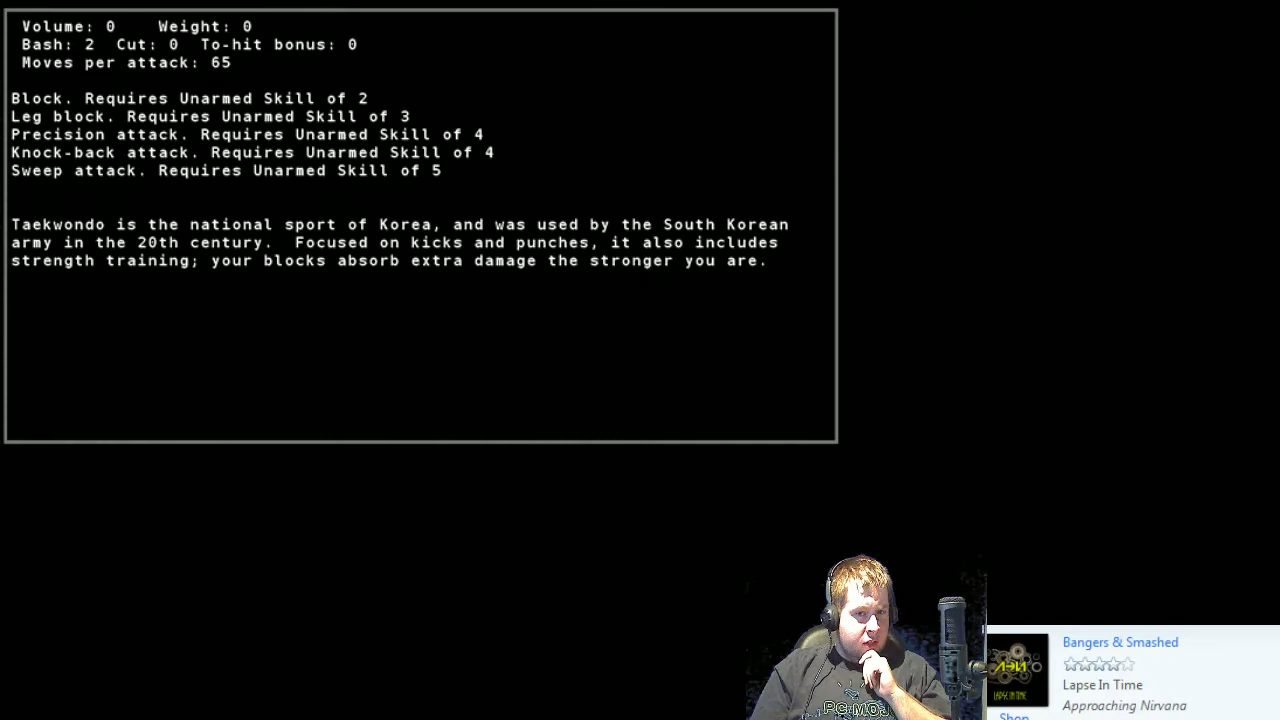 Volume: 0    Weight: 0
Bash: 2  Cut: 0  To-hit bonus: 0
Moves per attack: 65
Block. Requires Unarmed Skill of 2
Leg block. Requires Unarmed Skill of 3
Precision attack. Requires Unarmed Skill of 4
Knock-back attack. Requires Unarmed Skill of 4
Sweep attack. Requires Unarmed Skill of 5
Taekwondo is the national sport of Korea, and was used by the South Korean
army in the 20th century.  Focused on kicks and punches, it also includes
strength training; your blocks absorb extra damage the stronger you are.
Bangers & Smashed
Lapse In Time
Approaching Nirvana
LAPSE IN TIME
Shop